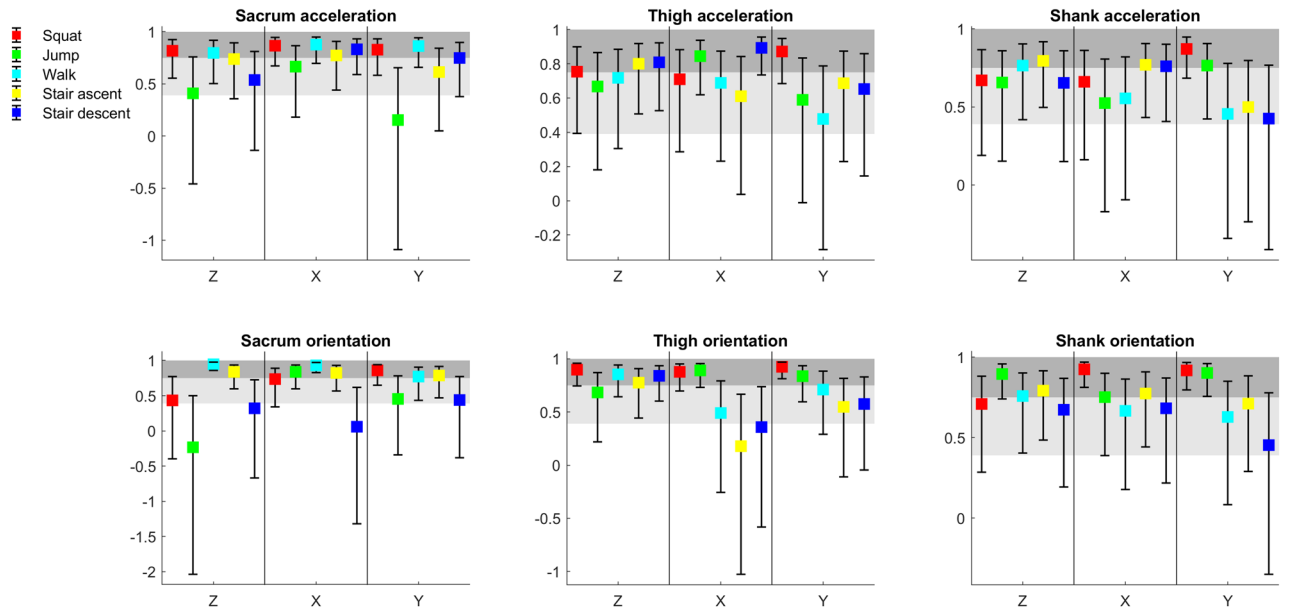 Squat
Jump
Walk
Stair ascent
Stair descent
Sacrum acceleration
1
0.5
0
-0.5
-1
Z X Y
Thigh acceleration
1
0.8
0.6
0.4
0.2
0
-0.2
Z X Y
Shank acceleration
1
0.5
0
Z X Y
Sacrum orientation
1
0.5
0
-0.5
-1
-1.5
-2
Z X Y
Thigh orientation
1
0.5
0
-0.5
-1
Z X Y
Shank orientation
1
0.5
0
Z X Y